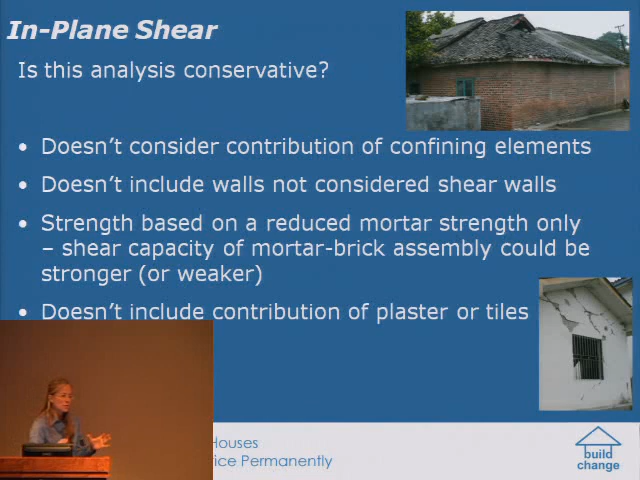 In-Plane Shear
Is this analysis conservative?
• Doesn't consider contribution of confining elements
• Doesn't include walls not considered shear walls
• Strength based on a reduced mortar strength only
– shear capacity of mortar-brick assembly could be
stronger (or weaker)
• Doesn't include contribution of plaster or tiles
Houses
Permanently
build
change